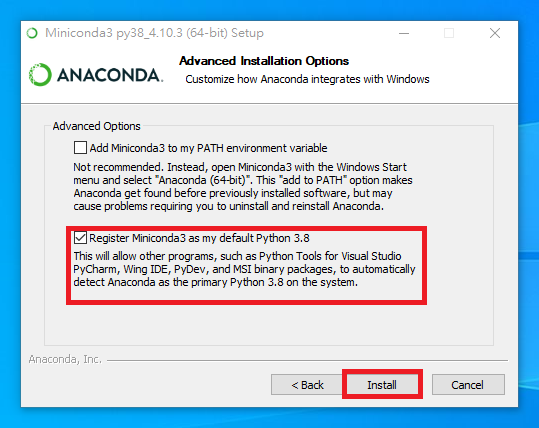 Miniconda3 py38_4.10.3 (64-bit) Setup
ANACONDA.
Advanced Installation Options
Customize how Anaconda integrates with Windows
Advanced Options
Add Miniconda3 to my PATH environment variable
Not recommended. Instead, open Miniconda3 with the Windows Start
menu and select "Anaconda (64-bit)". This "add to PATH" option makes
Anaconda get found before previously installed software, but may
cause problems requiring you to uninstall and reinstall Anaconda.
Register Miniconda3 as my default Python 3.8
This will allow other programs, such as Python Tools for Visual Studio
PyCharm, Wing IDE, PyDev, and MSI binary packages, to automatically
detect Anaconda as the primary Python 3.8 on the system.
Anaconda, Inc.
< Back
Install
Cancel